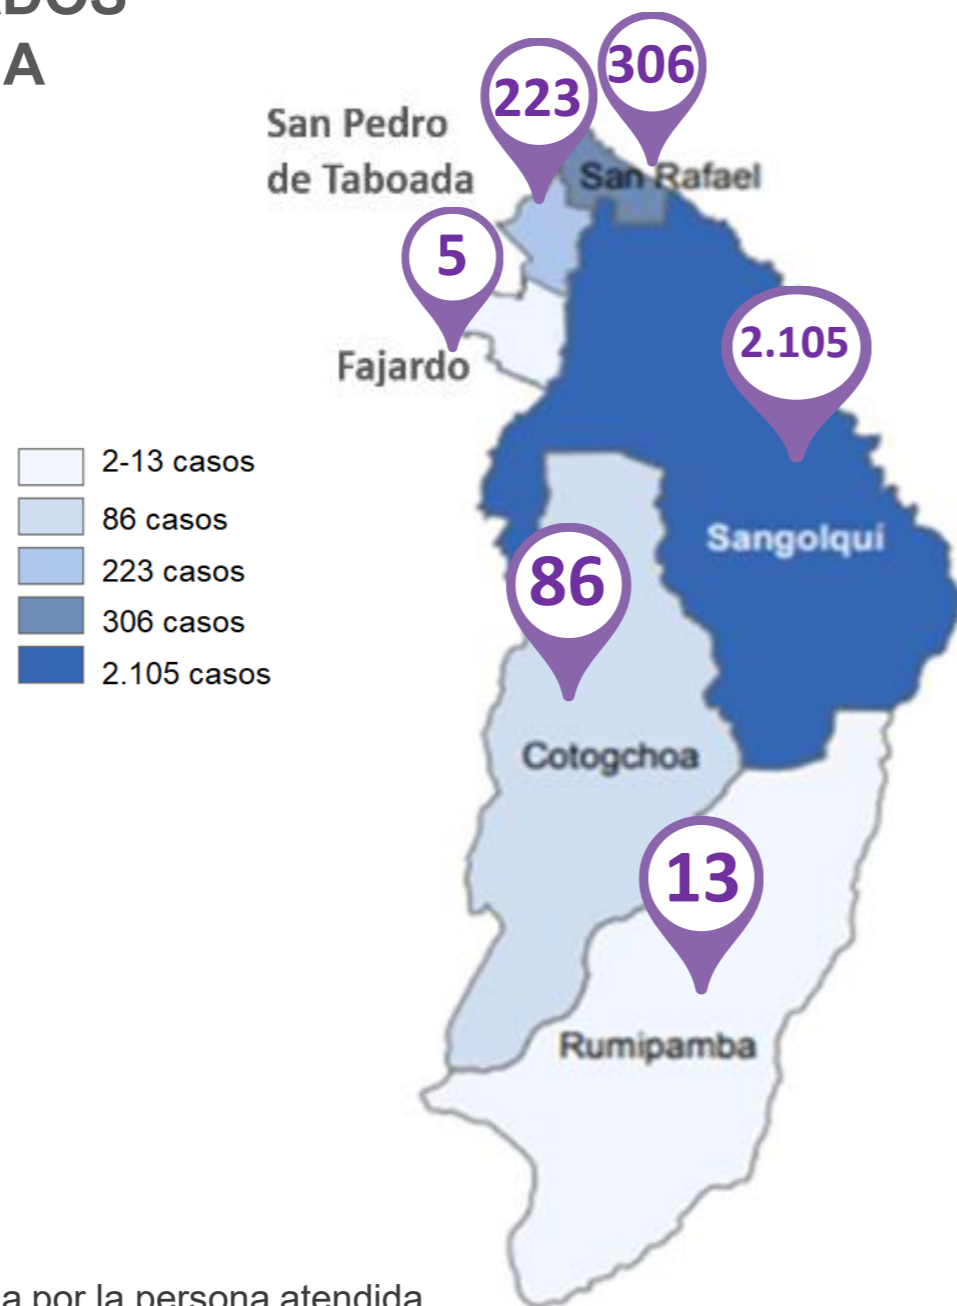 ADOS
A
306
223
San Pedro
de Taboada
San Rafael
5
2.105
Fajardo
2-13 casos
86 casos
223 casos
306 casos
2.105 casos
Sangolquí
86
Cotogchoa
13
Rumipamba
a por la persona atendida